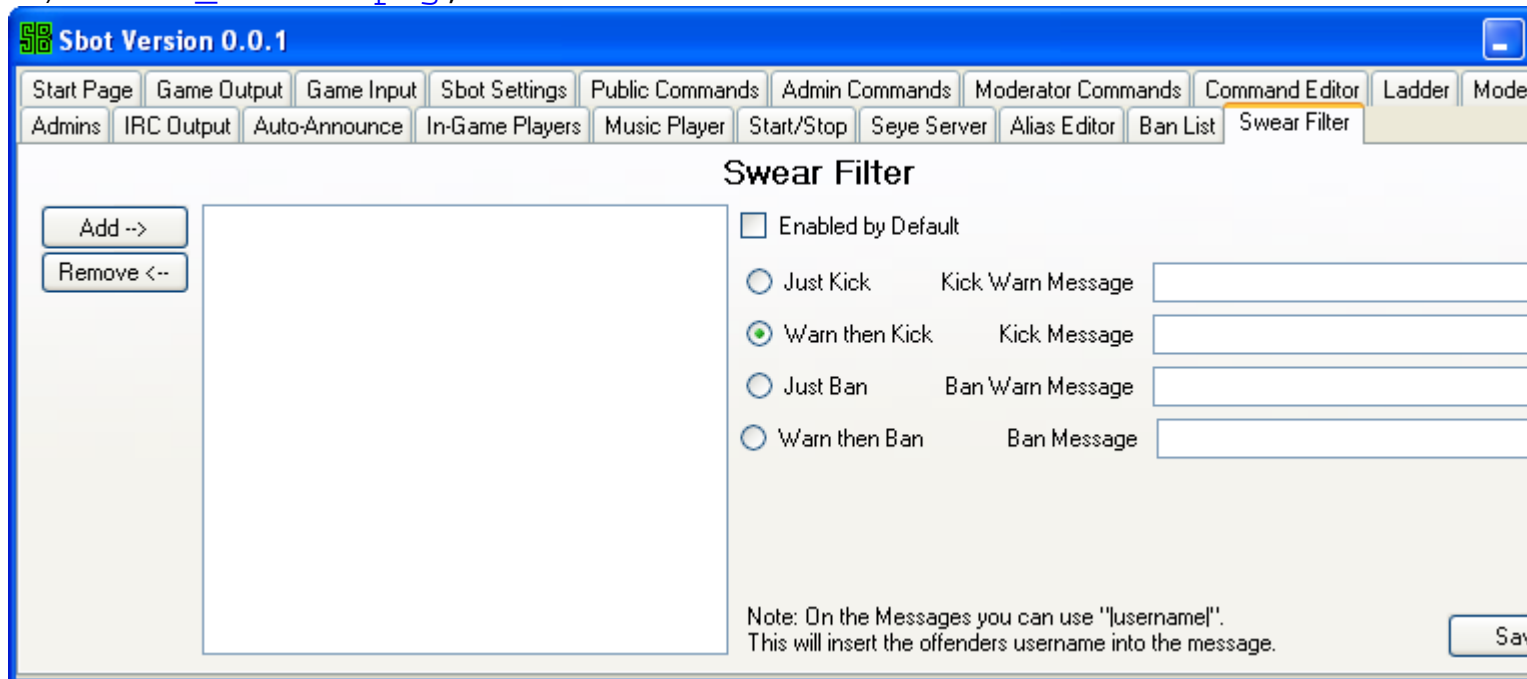 Sbot Version 0.0.1
Start Page Game Output Game Input Sbot Settings Public Commands Admin Commands Moderator Commands Command Editor Ladder
Admins IRC Output Auto-Announce In-Game Players Music Player Start/Stop Seye Server Alias Editor Ban List Swear Filter
Swear Filter
Add -->
Remove <--
Enabled by Default
Just Kick Kick Warn Message
Warn then Kick Kick Message
Just Ban Ban Warn Message
Warn then Ban Ban Message
Note: On the Messages you can use "|username|".
This will insert the offenders username into the message.